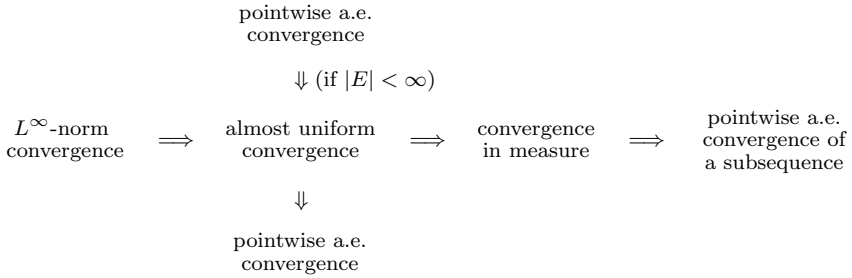 pointwise a.e.
convergence
⇓ (if |E| < ∞)
L∞-norm
convergence
⟹
almost uniform
convergence
⟹
convergence
in measure
⟹
pointwise a.e.
convergence of
a subsequence
⇓
pointwise a.e.
convergence